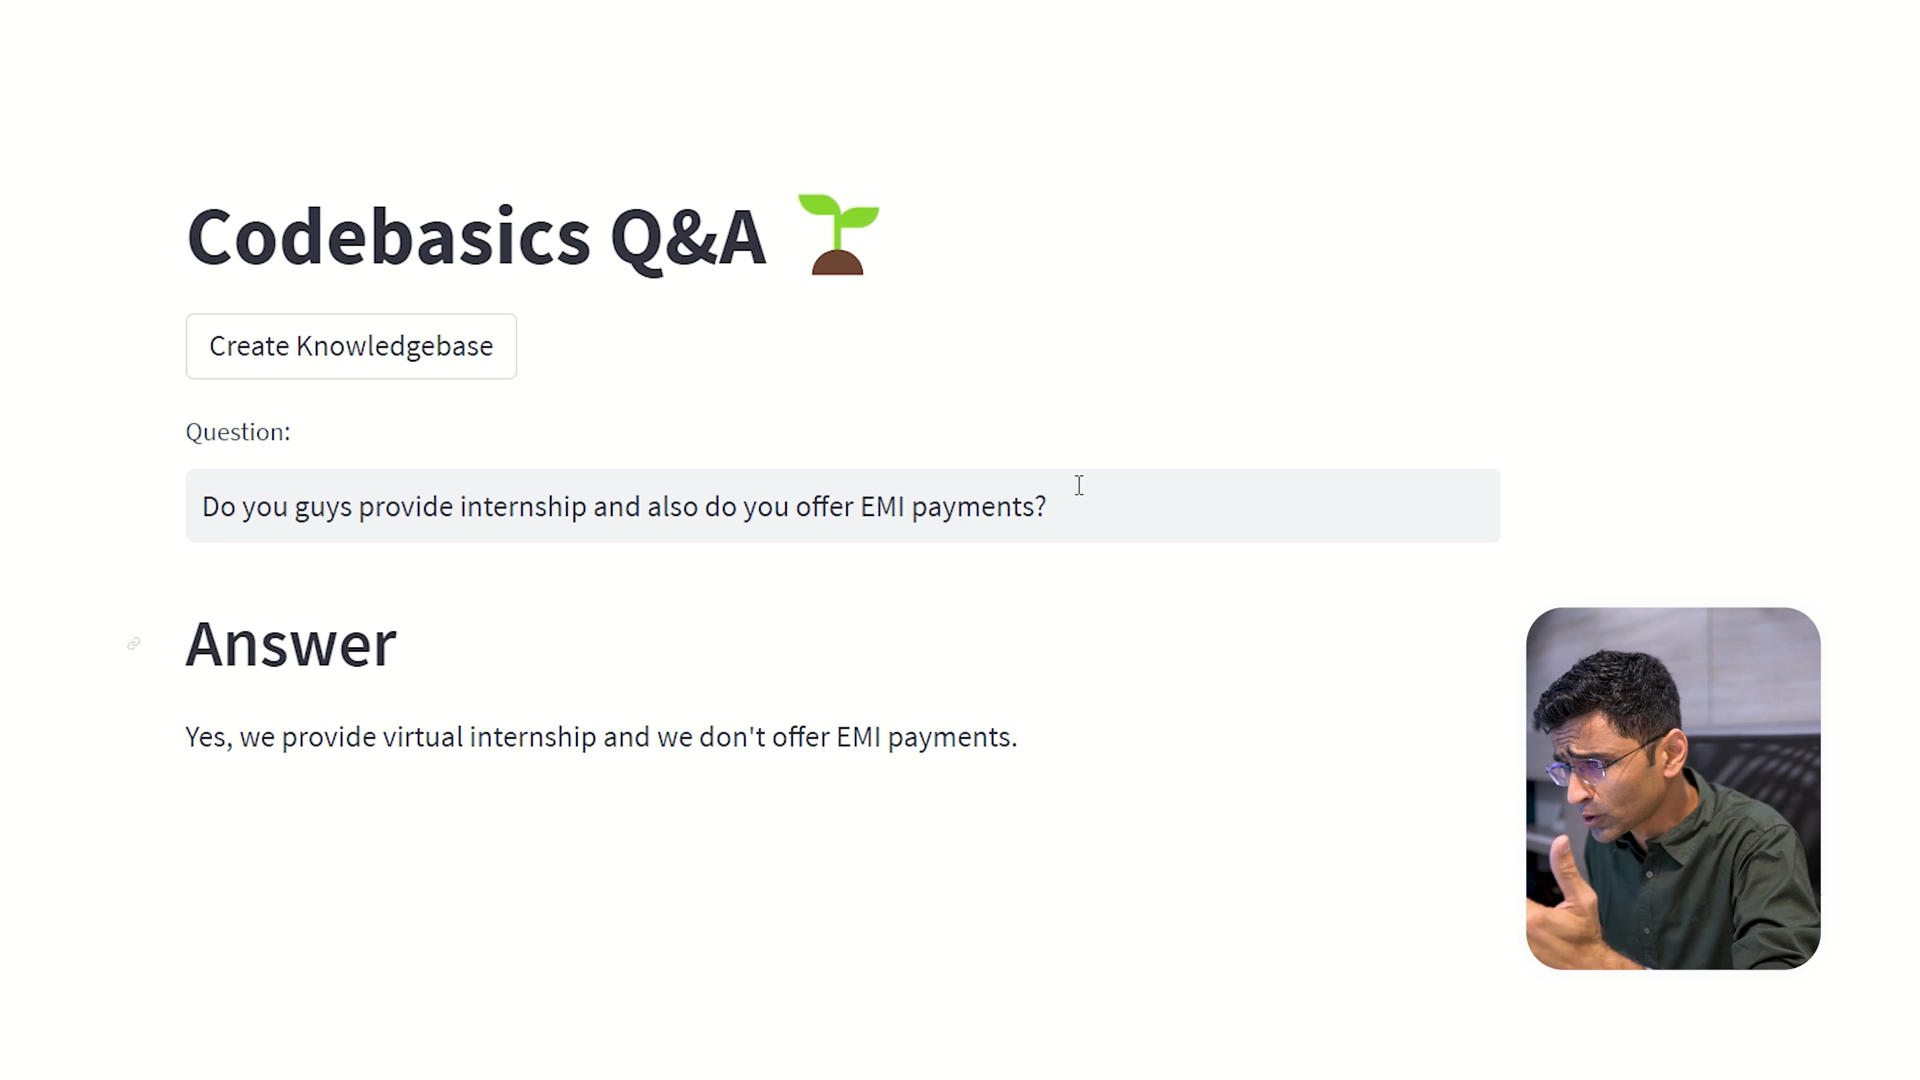 Codebasics Q&A
Create Knowledgebase
Question:
Do you guys provide internship and also do you offer EMI payments?
Answer
Yes, we provide virtual internship and we don't offer EMI payments.